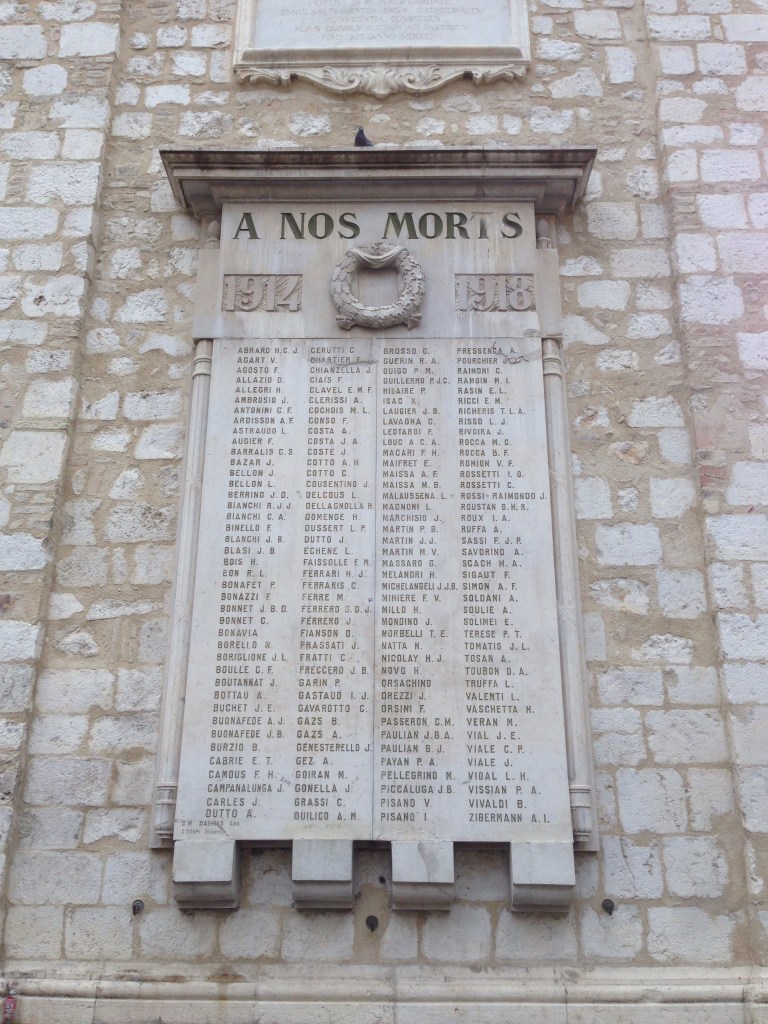 A NOS MORTS
1914 1918
ABRARD H.C.J.
AGART V.
AGOSTO F.
ALLAZIO D.
ALLEGRI H.
AMBROSIO J.
ANTONINI C.F.
ARDISSON A.F.
ASTRAUDO L.
AUGIER F.
BARRALIS C.S.
BAZAR J.
BELLON J.
BELLON L.
BERRINO J.D.
BIANCHI R.J.J.
BIANCHI C.A.
BINELLO F.
BLANCHI J.B.
BLASI J.B.
BOIS H.
BON R.L.
BONAFET P.
BONAZZI F.
BONNET J.B.D.
BONNET C.
BONAVIA
BORELLO N.
BORIGLIONE J.L.
BOULLE C.F.
BOUTANNAT J.
BOTTAU A.
BUCHET J.E.
BUONAFEDE A.J.
BUONAFEDE J.B.
BURZIO B.
CABRIE E.T.
CAMOUS F.H.
CAMPANALUNGA J.
CARLES J.
DUTTO A.
CERUTTI C.
CHARTIER F.
CHIANZELLA J.
CIAIS F.
CLAVEL E.M.F.
CLERISSI A.
COCHOIS M.L.
CONSO F.
COSTA A.
COSTA J.A.
COSTE J.
COTTO A.H
COTTO C.
COUSENTINO J.
DELCOUS L.
DELLAGNOLLA H
DOMENGE H.
DUSSERT L.P.
DUTTO J.
EGHENE L.
FAISSOLLE E.M.
FERRARI H.J.
FERRARIS C.
FERRE M.
FERRERO D.D.J.
FERRERO J.
FIANSON D.
FRASSATI J.
FRATTI C.
FRECCERO J.B.
GARIN P.
GASTAUD I.J.
GAVAROTTO C.
GAZS B.
GAZS A.
GENESTERELLO J.
GEZ A.
GOIRAN M.
GONELLA J.
GRASSI C.
QUILICO A.M.
GROSSO G.
GUERIN R.A.
GUIGO P.M.
GUILLERMO P.J.G.
HILAIRE P.
ISAC X.
LAUGIER J.B.
LAVAGNA C.
LEOTARDI F.
LOUC A.C.A.
MACARI F.H.
MAIFRET E.
MAISSA A.F.
MAISSA M.B.
MALAUSSENA L.
MAGNONI L.
MARCHISIO J.
MARTIN P.G.
MARTIN J.J.
MARTIN M.V.
MASSARO G.
MELANDRI H.
MICHELANGELI J.J.B.
MIHIERE F.V.
MILLO H.
MONDINO J.
MORBELLI T.E.
NATTA N.
NICOLAY H.J.
NOVO H.
ORSACHINO
OREZZI J.
ORSINI F.
PASSERON C.M.
PAULIAN J.B.A.
PAULIAN B.J.
PAYAN P.A.
PELLEGRINO M.
PICCALUGA J.B.
PISANO V.
PISANO I.
PRESSENDA A.
POURCHIER
RAINONI C.
RAMOIN M.I.
RASIN E.L.
RICCI E.M.
RICHERIS T.L.A.
RISSO L.J.
RIVOIRA J.
ROCCA M.C.
ROCCA B.F.
ROMION V.F.
ROSSETTI I.O.
ROSSETTI C.
ROSSI-RAIMONDO J.
ROUSTAN D.H.R.
ROUX I.A.
RUFFA A.
SASSI F.J.P.
SAVORINO A.
SCACH M.A.
SIGAUT F.
SIMON A.F.
SOLDANI A.
SOULIE A.
SOLIMEI E.
TERESE P.T.
TOMATIS J.L.
TOSAN A.
TOUBON D.A.
TRUFFA L.
VALENTI L.
VASCHETTA H.
VERAN M.
VIAL J.E.
VIALE C.P.
VIALE J.
VIDAL L.H.
VISSIAN P.A.
VIVALDI B.
ZIBERMANN A.I.